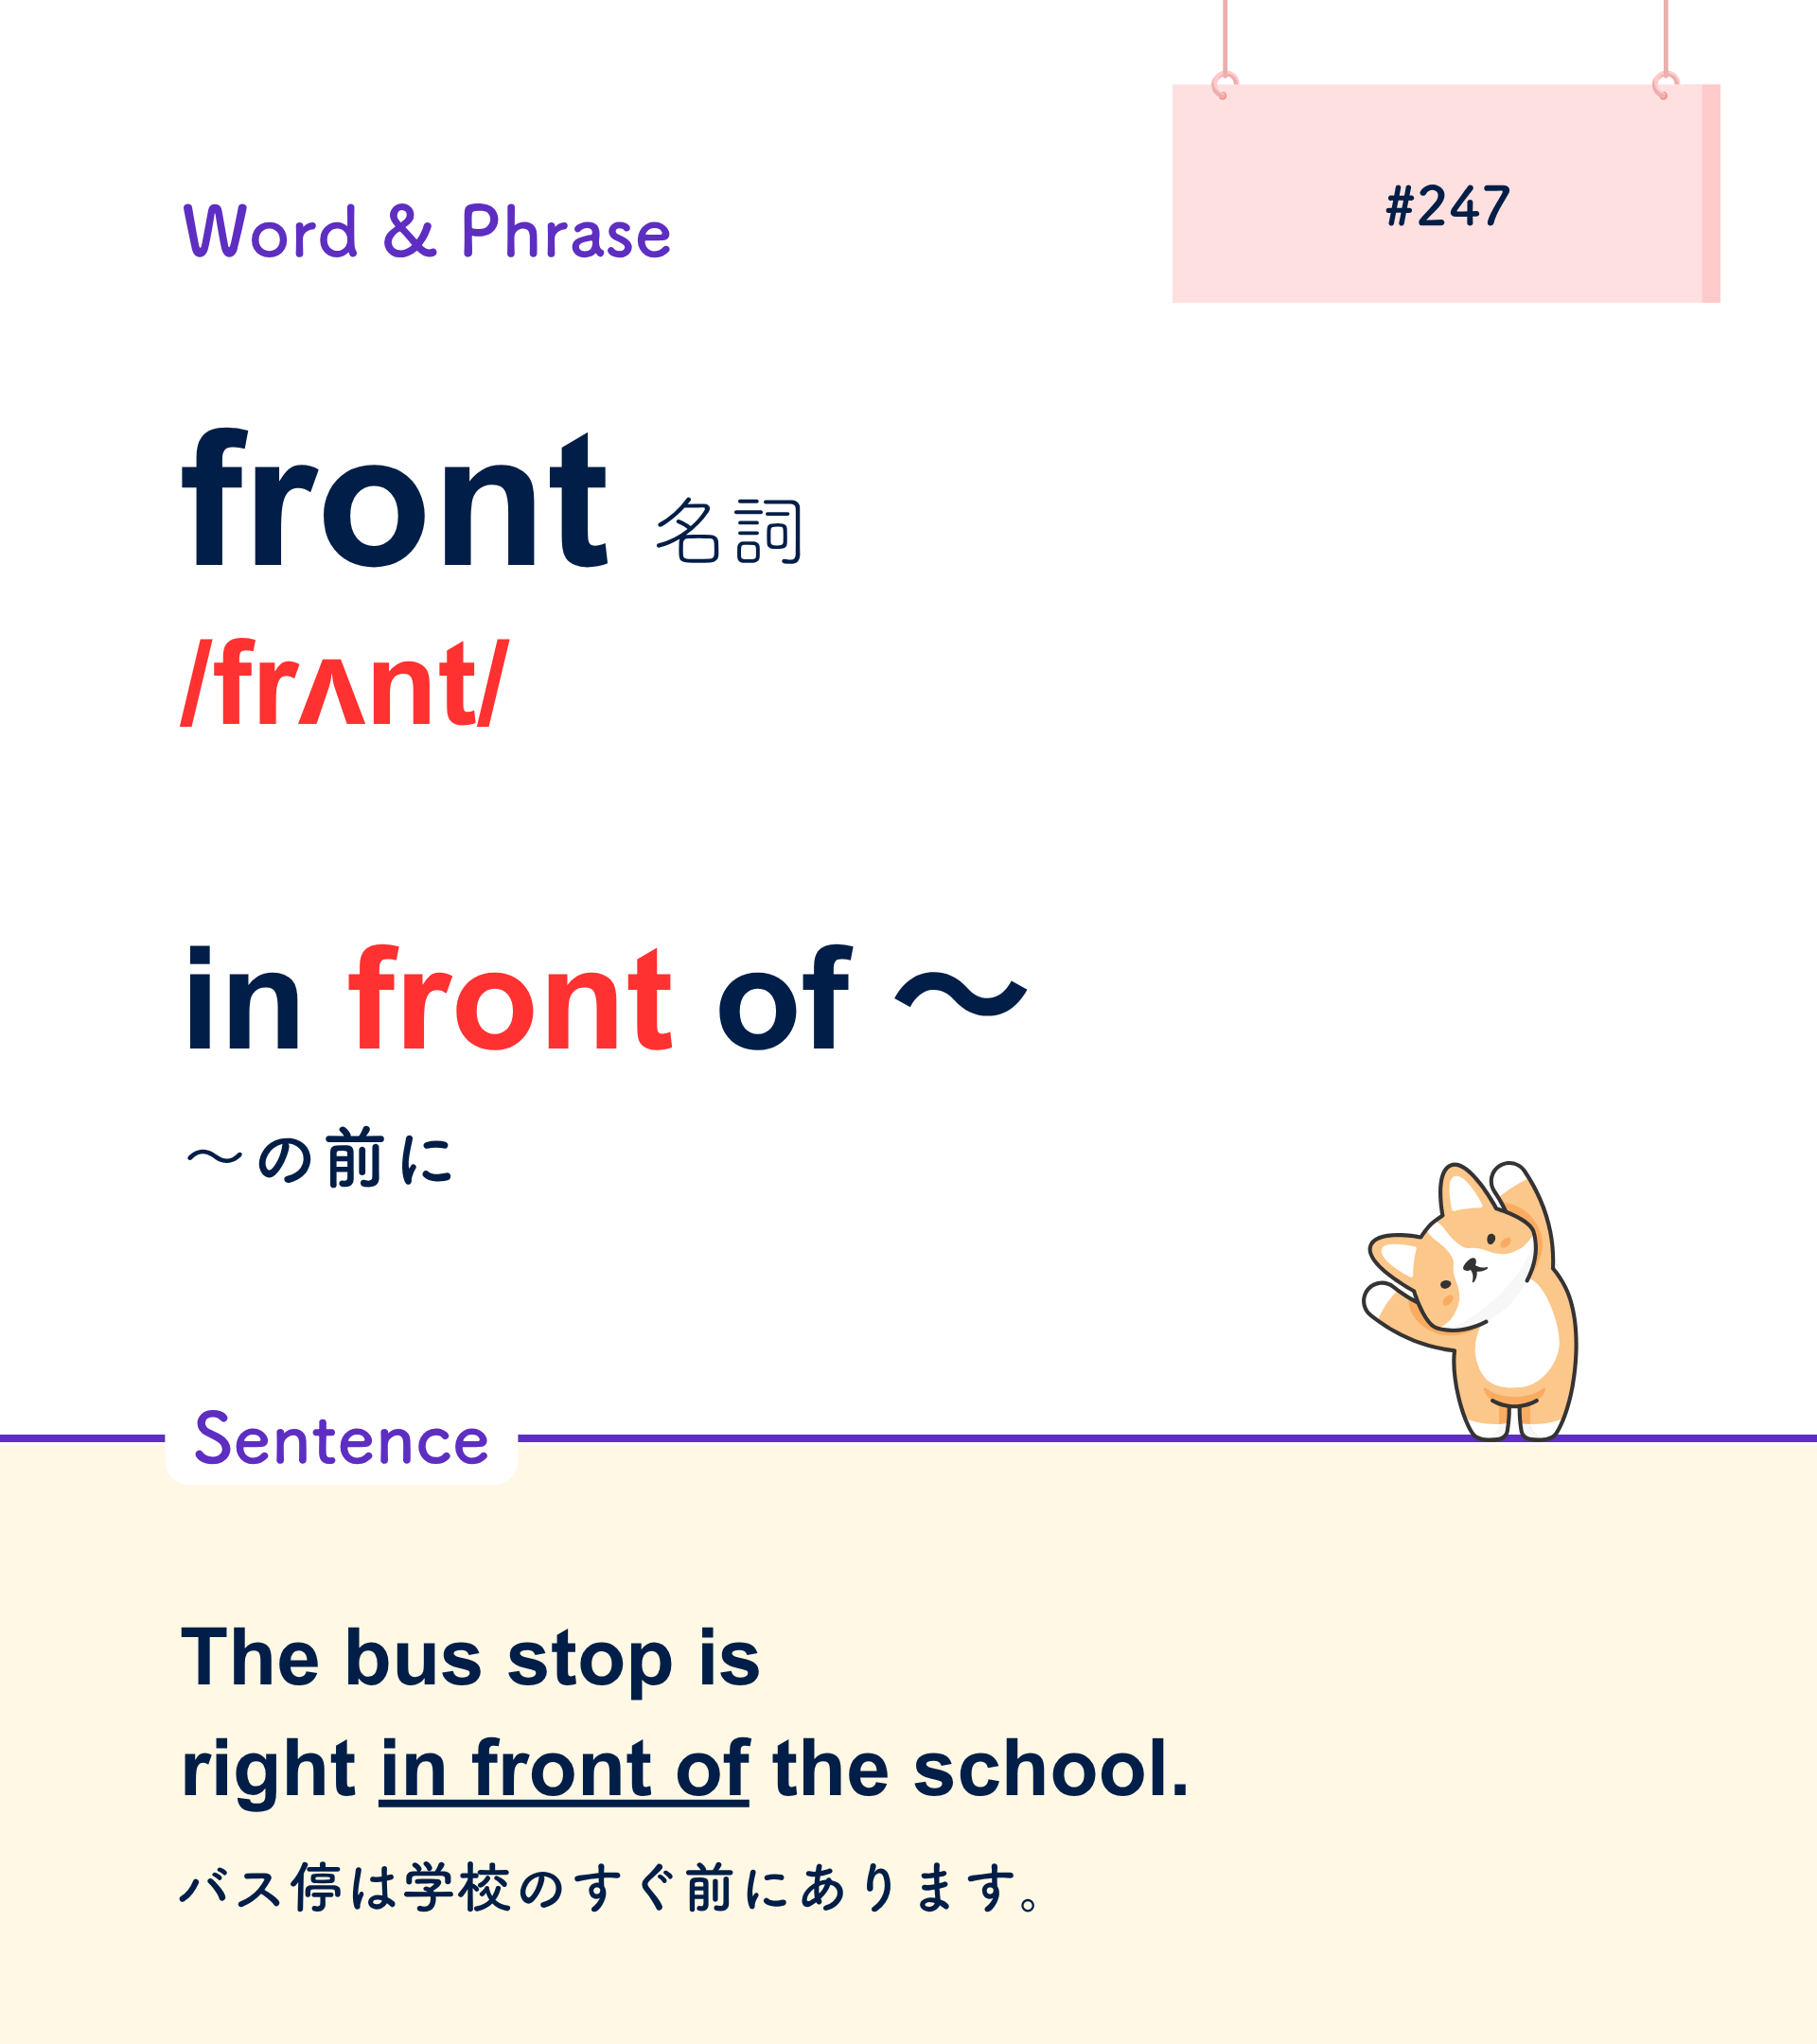 #247
Word & Phrase
front 名詞
/frʌnt/
in front of 〜
〜の前に
Sentence
The bus stop is
right in front of the school.
バス停は学校のすぐ前にあります。